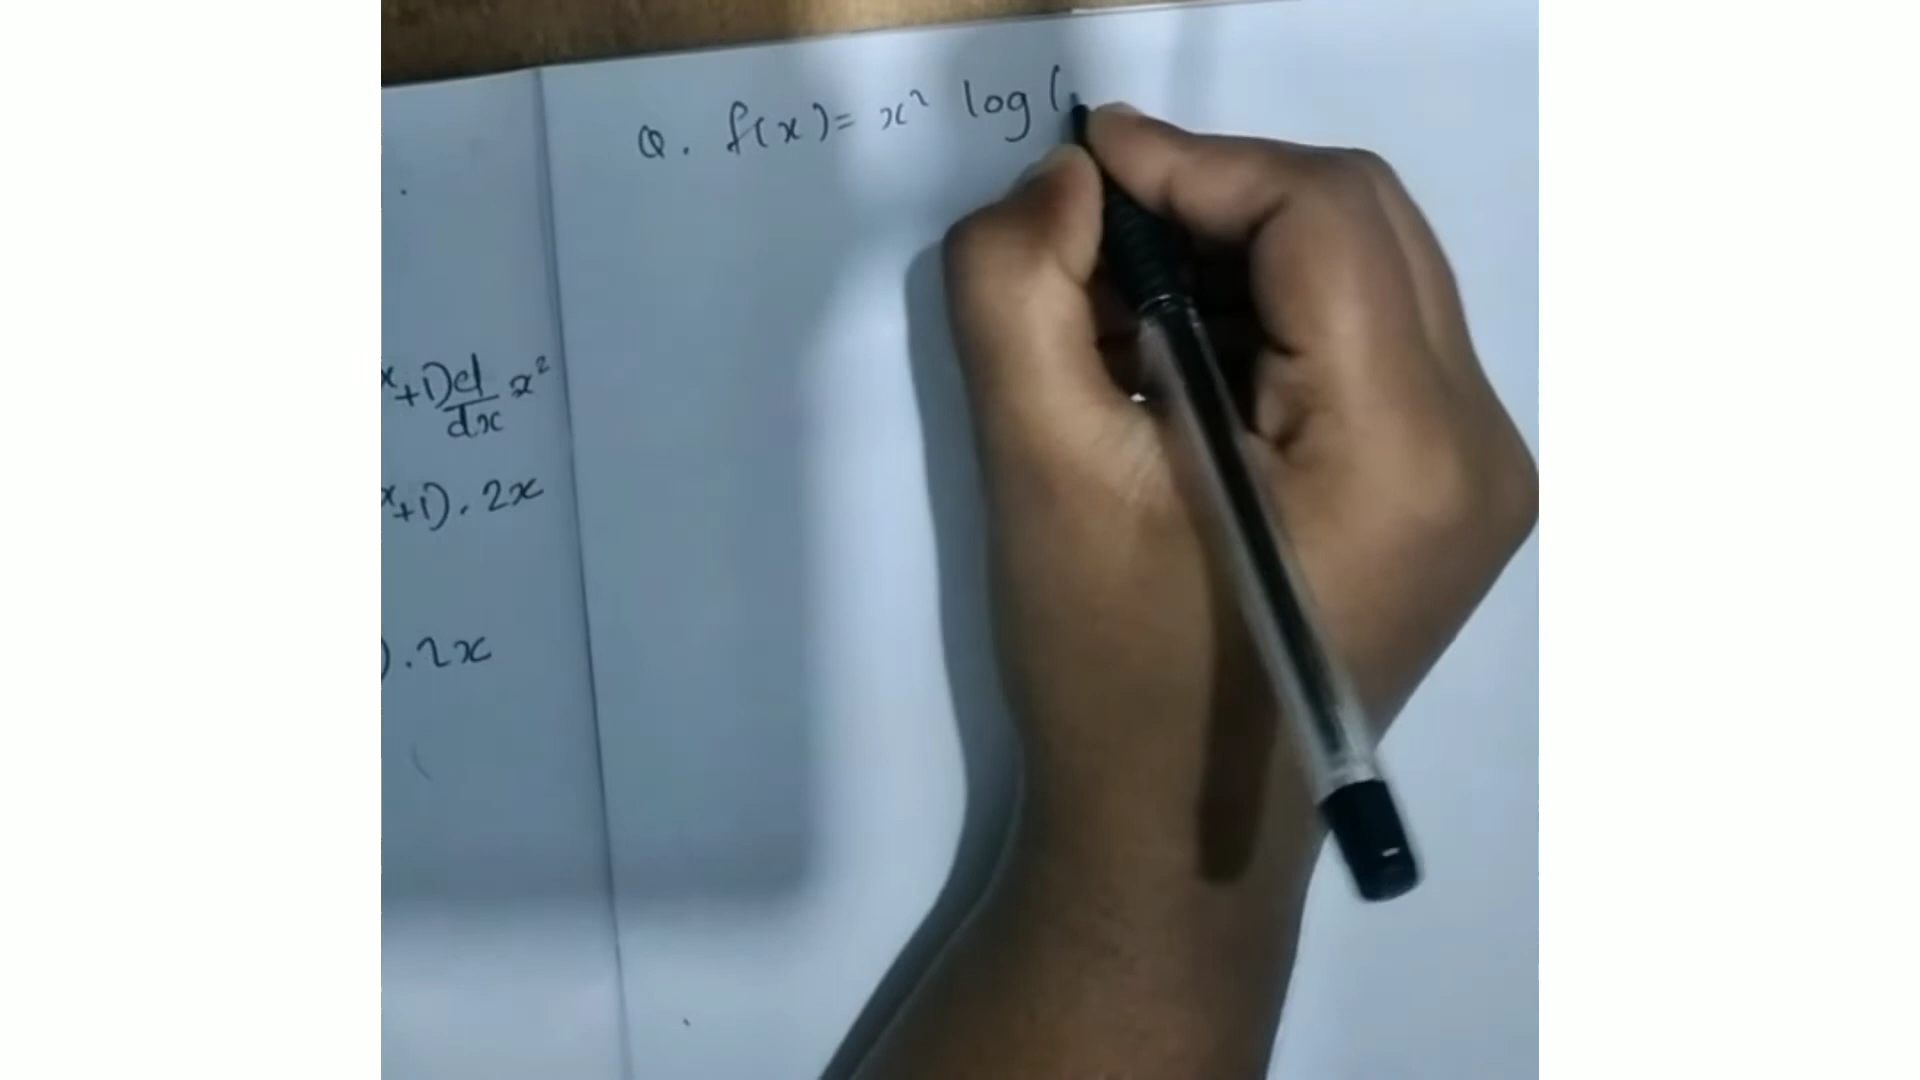 Q. f(x)= x² log (
x+1) d/dx x²
x+1). 2x
). 2x